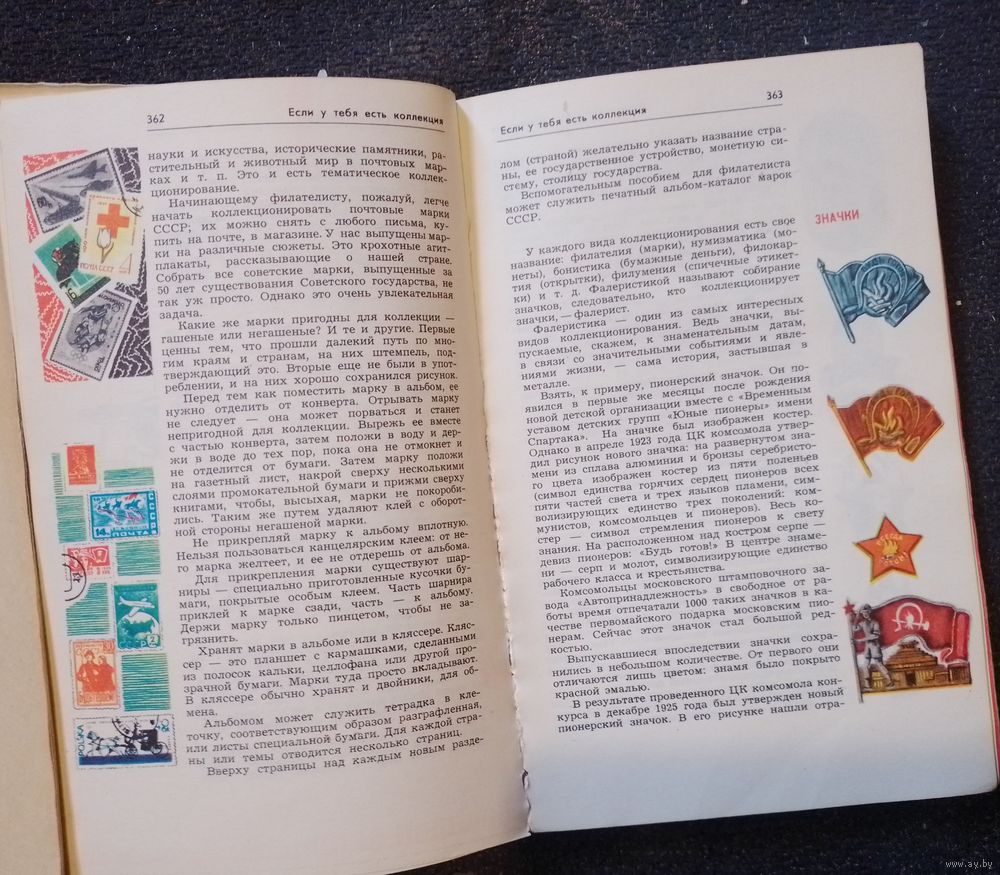 362
Если у тебя есть коллекция
науки и искусства, исторические памятники, ра-
стительный и животный мир в почтовых мар-
ках и т. п. Это и есть тематическое коллек-
ционирование.
Начинающему филателисту, пожалуй, легче
начать коллекционировать почтовые марки
СССР; их можно снять с любого письма, ку-
пить на почте, в магазине. У нас выпущены мар-
ки на различные сюжеты. Это крохотные агит-
плакаты, рассказывающие о нашей стране.
Собрать все советские марки, выпущенные за
50 лет существования Советского государства, не
так уж просто. Однако это очень увлекательная
задача.
Какие же марки пригодны для коллекции —
гашеные или негашеные? И те и другие. Первые
ценны тем, что прошли далекий путь по мно-
гим краям и странам, на них штемпель, под-
тверждающий это. Вторые еще не были в упот-
реблении, и на них хорошо сохранился рисунок.
Перед тем как поместить марку в альбом, ее
нужно отделить от конверта. Отрывать марку
не следует — она может порваться и станет
непригодной для коллекции. Вырежь ее вместе
с частью конверта, затем положи в воду и дер-
жи в воде до тех пор, пока она не отмокнет и
не отделится от бумаги. Затем марку положи
на газетный лист, накрой сверху несколькими
слоями промокательной бумаги и прижми сверху
книгами, чтобы, высыхая, марки не покороби-
лись. Таким же путем удаляют клей с оборот-
ной стороны негашеной марки.
Не прикрепляй марку к альбому вплотную.
Нельзя пользоваться канцелярским клеем: от не-
го марка желтеет, и ее не отдерешь от альбома.
Для прикрепления марки существуют шар-
ниры — специально приготовленные кусочки бу-
маги, покрытые особым клеем. Часть шарнира
приклей к марке сзади, часть — к альбому.
Держи марку только пинцетом, чтобы не за-
грязнить.
Хранят марки в альбоме или в кляссере. Кляс-
сер — это планшет с кармашками, сделанными
из полосок кальки, целлофана или другой про-
зрачной бумаги. Марки туда просто вкладывают.
В кляссере обычно хранят и двойники, для об-
мена.
Альбомом может служить тетрадка в кле-
точку, соответствующим образом разграфленная,
или листы специальной бумаги. Для каждой стра-
ны или темы отводится несколько страниц.
Вверху страницы над каждым новым разде-
ПОЧТА СССР
4
14
ПОЧТА
СССР
СССР
2
POLSKA
Если у тебя есть коллекция
363
лом (страной) желательно указать название стра-
ны, ее государственное устройство, монетную си-
стему, столицу государства.
Вспомогательным пособием для филателиста
может служить печатный альбом-каталог марок
СССР.
ЗНАЧКИ
У каждого вида коллекционирования есть свое
название: филателия (марки), нумизматика (мо-
неты), бонистика (бумажные деньги), филокар-
тия (открытки), филумения (спичечные этикет-
ки) и т. д. Фалеристикой называют собирание
значков, следовательно, кто коллекционирует
значки, — фалерист.
Фалеристика — один из самых интересных
видов коллекционирования. Ведь значки, вы-
пускаемые, скажем, к знаменательным датам,
в связи со значительными событиями и явле-
ниями жизни, — сама история, застывшая в
металле.
Взять, к примеру, пионерский значок. Он по-
явился в первые же месяцы после рождения
новой детской организации вместе с «Временным
уставом детских групп «Юные пионеры» имени
Спартака». На значке был изображен костер.
Однако в апреле 1923 года ЦК комсомола утвер-
дил рисунок нового значка: на развернутом зна-
мени из сплава алюминия и бронзы серебристо-
го цвета изображен костер из пяти поленьев
(символ единства горячих сердец пионеров всех
пяти частей света и трех языков пламени, сим-
волизирующих единство трех поколений: ком-
мунистов, комсомольцев и пионеров). Весь ко-
стер — символ стремления пионеров к свету
знания. На расположенном над костром серпе —
девиз пионеров: «Будь готов!» В центре знаме-
ни — серп и молот, символизирующие единство
рабочего класса и крестьянства.
Комсомольцы московского штамповочного за-
вода «Автопринадлежность» в свободное от ра-
боты время отпечатали 1000 таких значков в ка-
честве первомайского подарка московским пио-
нерам. Сейчас этот значок стал большой ред-
костью.
Выпускавшиеся впоследствии значки сохра-
нились в небольшом количестве. От первого они
отличаются лишь цветом: знамя было покрыто
красной эмалью.
В результате проведенного ЦК комсомола кон-
курса в декабре 1925 года был утвержден новый
пионерский значок. В его рисунке нашли отра-
ВСЕГДА
ГОТОВ
www.ay.by